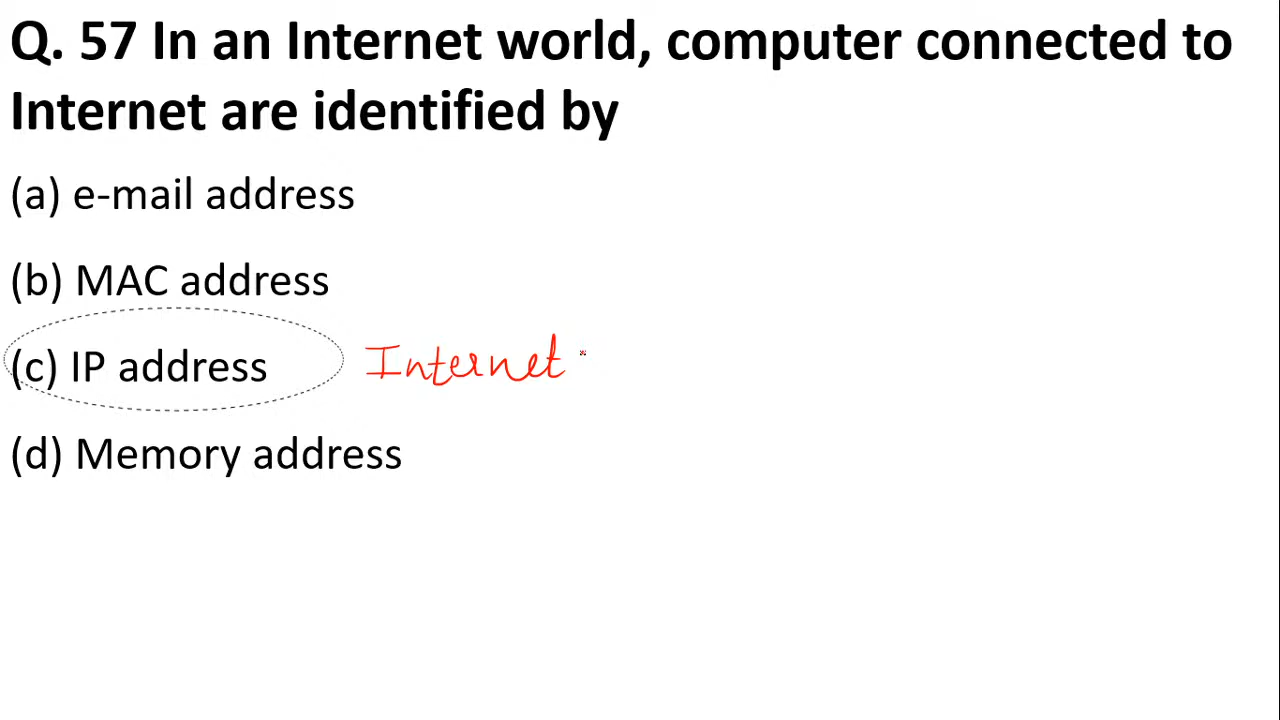 Q. 57 In an Internet world, computer connected to
Internet are identified by
(a) e-mail address
(b) MAC address
(c) IP address Internet
(d) Memory address